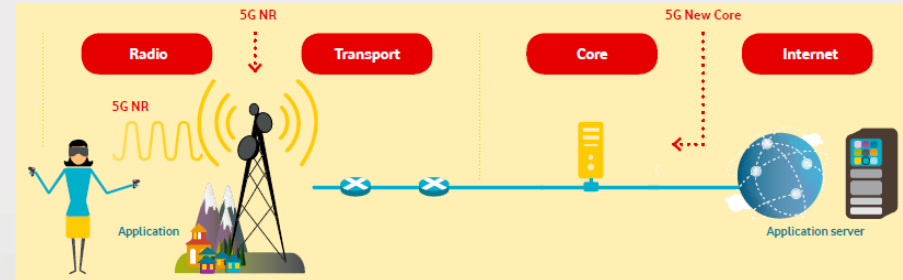 5G NR
5G New Core
Radio
Transport
Core
Internet
5G NR
Application
Application server